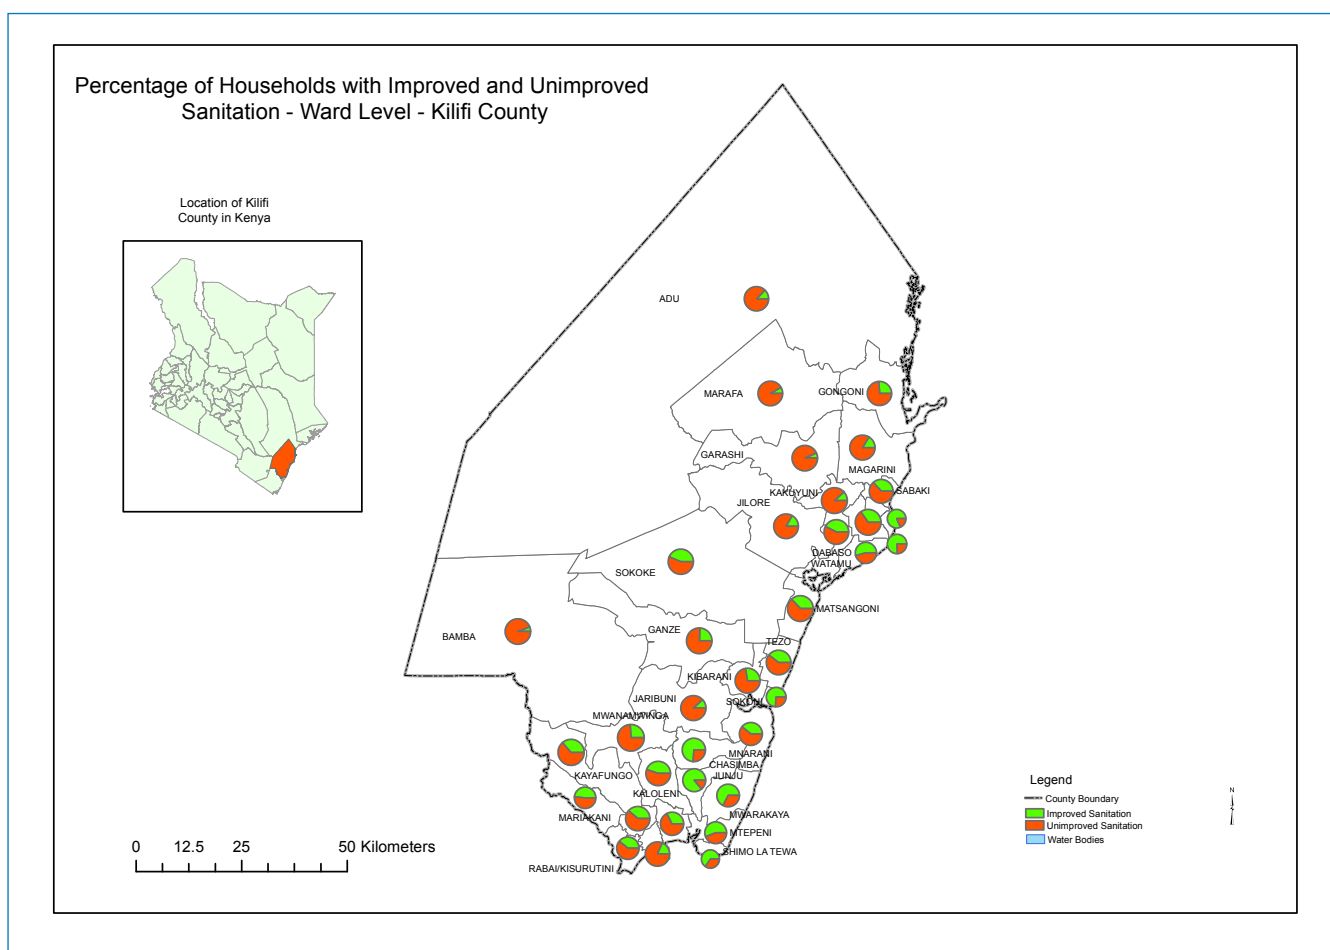 Percentage of Households with Improved and Unimproved
Sanitation - Ward Level - Kilifi County
Location of Kilifi
County in Kenya
ADU
MARAFA
GONGONI
GARASHI
MAGARINI
KAKUYUNI
SABAKI
JILORE
DABASO
WATAMU
SOKOKE
MATSANGONI
BAMBA
GANZE
TEZO
KIBARANI
JARIBUNI
SOKONI
MWANAMWINGA
MNARANI
CHASIMBA
KAYAFUNGO
JUNJU
KALOLENI
MARIAKANI
MWARAKAYA
MTEPENI
SHIMO LA TEWA
RABAI/KISURUTINI
0 12.5 25 50 Kilometers
Legend
County Boundary
Improved Sanitation
Unimproved Sanitation
Water Bodies
N